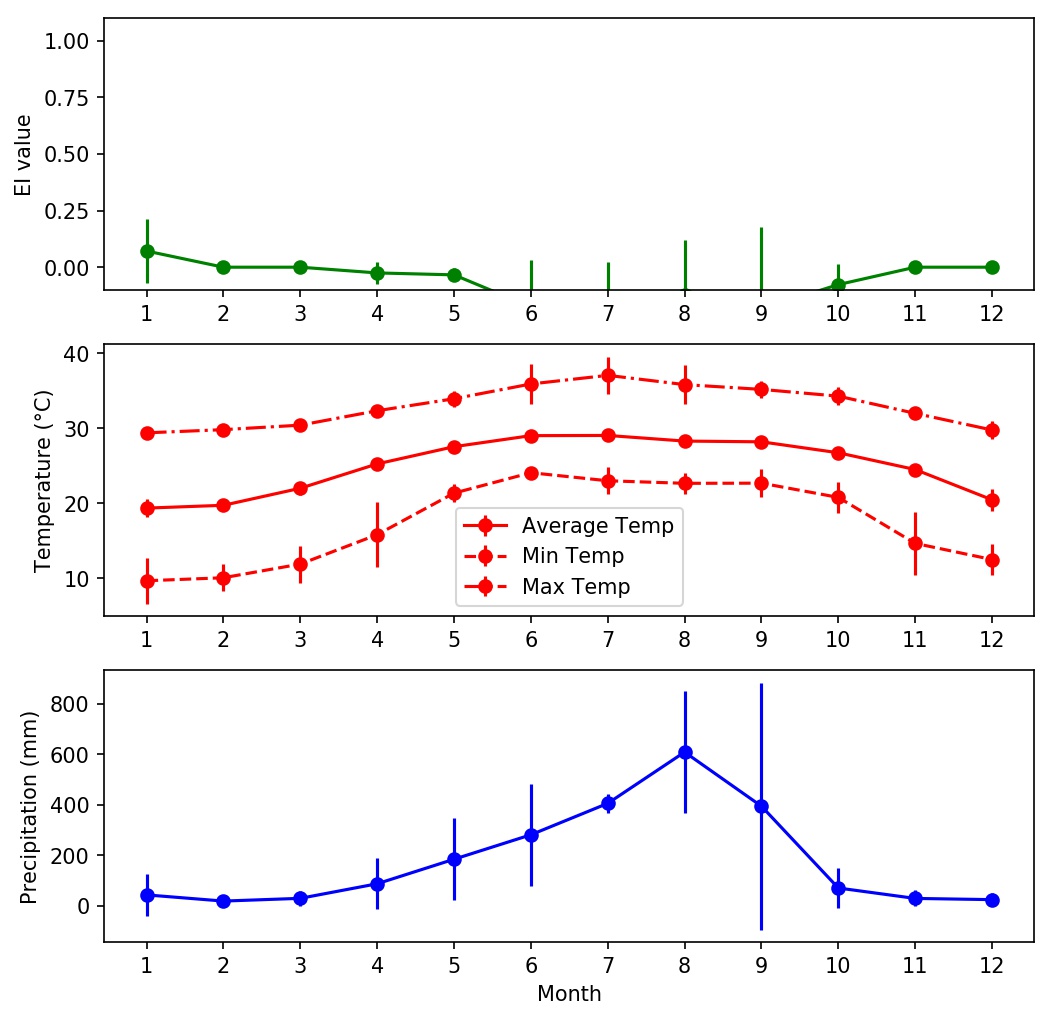 1.00
0.75
0.50
0.25
0.00
EI value
1 2 3 4 5 6 7 8 9 10 11 12
40
30
20
10
Temperature (°C)
Average Temp
Min Temp
Max Temp
1 2 3 4 5 6 7 8 9 10 11 12
800
600
400
200
0
Precipitation (mm)
1 2 3 4 5 6 7 8 9 10 11 12
Month